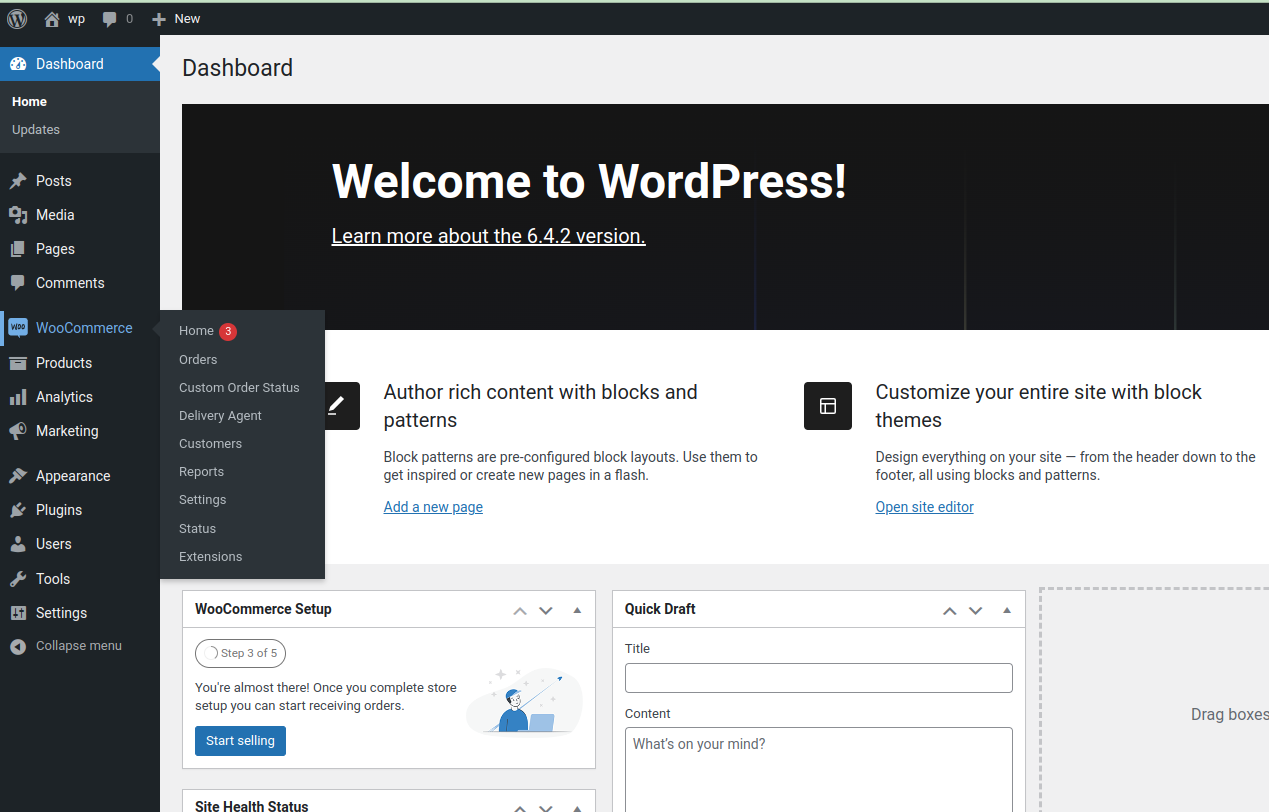 wp 0 New
Dashboard
Home
Updates
Posts
Media
Pages
Comments
WooCommerce
Products
Analytics
Marketing
Appearance
Plugins
Users
Tools
Settings
Collapse menu
Home 3
Orders
Custom Order Status
Delivery Agent
Customers
Reports
Settings
Status
Extensions
Dashboard
Welcome to WordPress!
Learn more about the 6.4.2 version.
Author rich content with blocks and
patterns
Block patterns are pre-configured block layouts. Use them to
get inspired or create new pages in a flash.
Add a new page
Customize your entire site with block
themes
Design everything on your site — from the header down to the
footer, all using blocks and patterns.
Open site editor
WooCommerce Setup
Step 3 of 5
You're almost there! Once you complete store
setup you can start receiving orders.
Start selling
Site Health Status
Quick Draft
Title
Content
What's on your mind?
Drag boxes